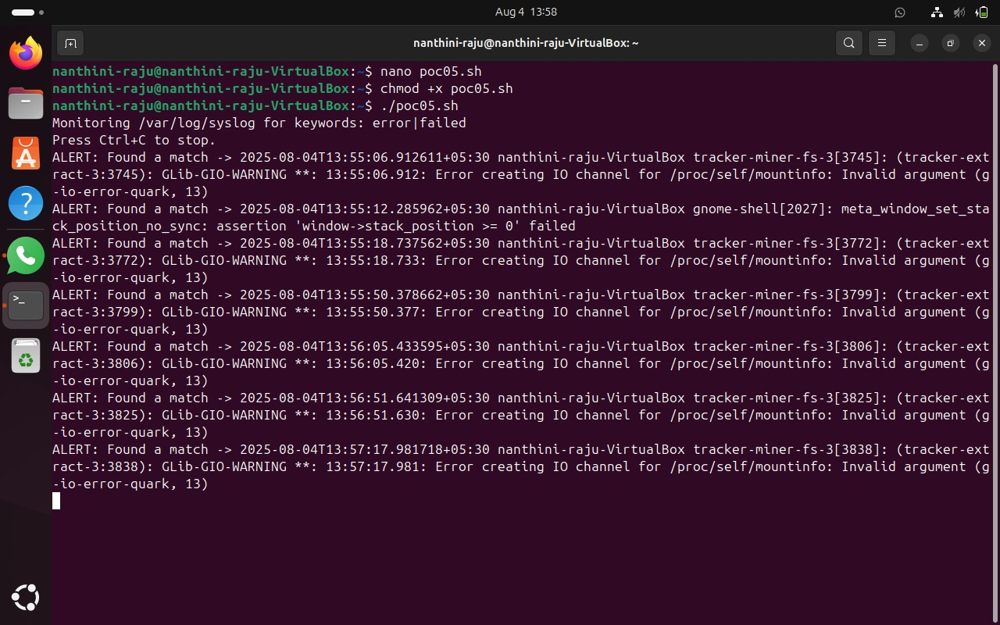 Aug 4 13:58
nanthini-raju@nanthini-raju-VirtualBox: ~
nanthini-raju@nanthini-raju-VirtualBox:~$ nano poc05.sh
nanthini-raju@nanthini-raju-VirtualBox:~$ chmod +x poc05.sh
nanthini-raju@nanthini-raju-VirtualBox:~$ ./poc05.sh
Monitoring /var/log/syslog for keywords: error|failed
Press Ctrl+C to stop.
ALERT: Found a match -> 2025-08-04T13:55:06.912611+05:30 nanthini-raju-VirtualBox tracker-miner-fs-3[3745]: (tracker-ext
ract-3:3745): GLib-GIO-WARNING **: 13:55:06.912: Error creating IO channel for /proc/self/mountinfo: Invalid argument (g
-io-error-quark, 13)
ALERT: Found a match -> 2025-08-04T13:55:12.285962+05:30 nanthini-raju-VirtualBox gnome-shell[2027]: meta_window_set_sta
ck_position_no_sync: assertion 'window->stack_position >= 0' failed
ALERT: Found a match -> 2025-08-04T13:55:18.737562+05:30 nanthini-raju-VirtualBox tracker-miner-fs-3[3772]: (tracker-ext
ract-3:3772): GLib-GIO-WARNING **: 13:55:18.733: Error creating IO channel for /proc/self/mountinfo: Invalid argument (g
-io-error-quark, 13)
ALERT: Found a match -> 2025-08-04T13:55:50.378662+05:30 nanthini-raju-VirtualBox tracker-miner-fs-3[3799]: (tracker-ext
ract-3:3799): GLib-GIO-WARNING **: 13:55:50.377: Error creating IO channel for /proc/self/mountinfo: Invalid argument (g
-io-error-quark, 13)
ALERT: Found a match -> 2025-08-04T13:56:05.433595+05:30 nanthini-raju-VirtualBox tracker-miner-fs-3[3806]: (tracker-ext
ract-3:3806): GLib-GIO-WARNING **: 13:56:05.420: Error creating IO channel for /proc/self/mountinfo: Invalid argument (g
-io-error-quark, 13)
ALERT: Found a match -> 2025-08-04T13:56:51.641309+05:30 nanthini-raju-VirtualBox tracker-miner-fs-3[3825]: (tracker-ext
ract-3:3825): GLib-GIO-WARNING **: 13:56:51.630: Error creating IO channel for /proc/self/mountinfo: Invalid argument (g
-io-error-quark, 13)
ALERT: Found a match -> 2025-08-04T13:57:17.981718+05:30 nanthini-raju-VirtualBox tracker-miner-fs-3[3838]: (tracker-ext
ract-3:3838): GLib-GIO-WARNING **: 13:57:17.981: Error creating IO channel for /proc/self/mountinfo: Invalid argument (g
-io-error-quark, 13)